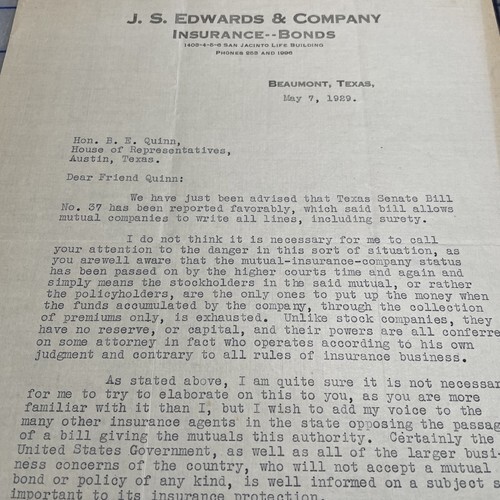 J. S. EDWARDS & COMPANY
INSURANCE--BONDS
1403-4-5-6 SAN JACINTO LIFE BUILDING
PHONES 255 AND 1996
BEAUMONT, TEXAS,
May 7, 1929.
Hon. B. E. Quinn,
House of Representatives,
Austin, Texas.
Dear Friend Quinn:
We have just been advised that Texas Senate Bill
No. 37 has been reported favorably, which said bill allows
mutual companies to write all lines, including surety.
I do not think it is necessary for me to call
your attention to the danger in this sort of situation, as
you arewell aware that the mutual-insurance-company status
has been passed on by the higher courts time and again and
simply means the stockholders in the said mutual, or rather
the policyholders, are the only ones to put up the money when
the funds accumulated by the company, through the collection
of premiums only, is exhausted. Unlike stock companies, they
have no reserve, or capital, and their powers are all conferre
on some attorney in fact who operates according to his own
judgment and contrary to all rules of insurance business.
As stated above, I am quite sure it is not necessar
for me to try to elaborate on this to you, as you are more
familiar with it than I, but I wish to add my voice to the
many other insurance agents in the state opposing the passag
of a bill giving the mutuals this authority. Certainly the
United States Government, as well as all of the larger busi-
ness concerns of the country, who will not accept a mutual
bond or policy of any kind, is well informed on a subject
important to its insurance protection.